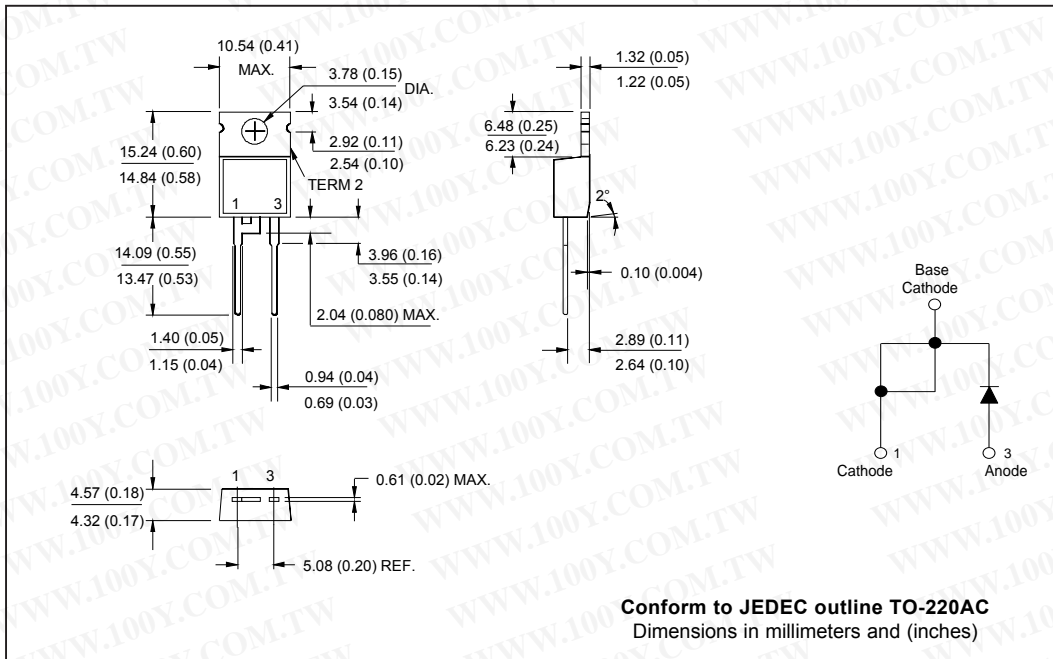 10.54 (0.41)
MAX.
3.78 (0.15)
3.54 (0.14)
DIA.
2.92 (0.11)
2.54 (0.10)
TERM 2
15.24 (0.60)
14.84 (0.58)
1 3
14.09 (0.55)
13.47 (0.53)
3.96 (0.16)
3.55 (0.14)
2.04 (0.080) MAX.
1.40 (0.05)
1.15 (0.04)
0.94 (0.04)
0.69 (0.03)
1.32 (0.05)
1.22 (0.05)
6.48 (0.25)
6.23 (0.24)
2°
0.10 (0.004)
2.89 (0.11)
2.64 (0.10)
Base
Cathode
1
Cathode
3
Anode
1 3
4.57 (0.18)
4.32 (0.17)
0.61 (0.02) MAX.
5.08 (0.20) REF.
Conform to JEDEC outline TO-220AC
Dimensions in millimeters and (inches)
WWW.100Y.COM.TW